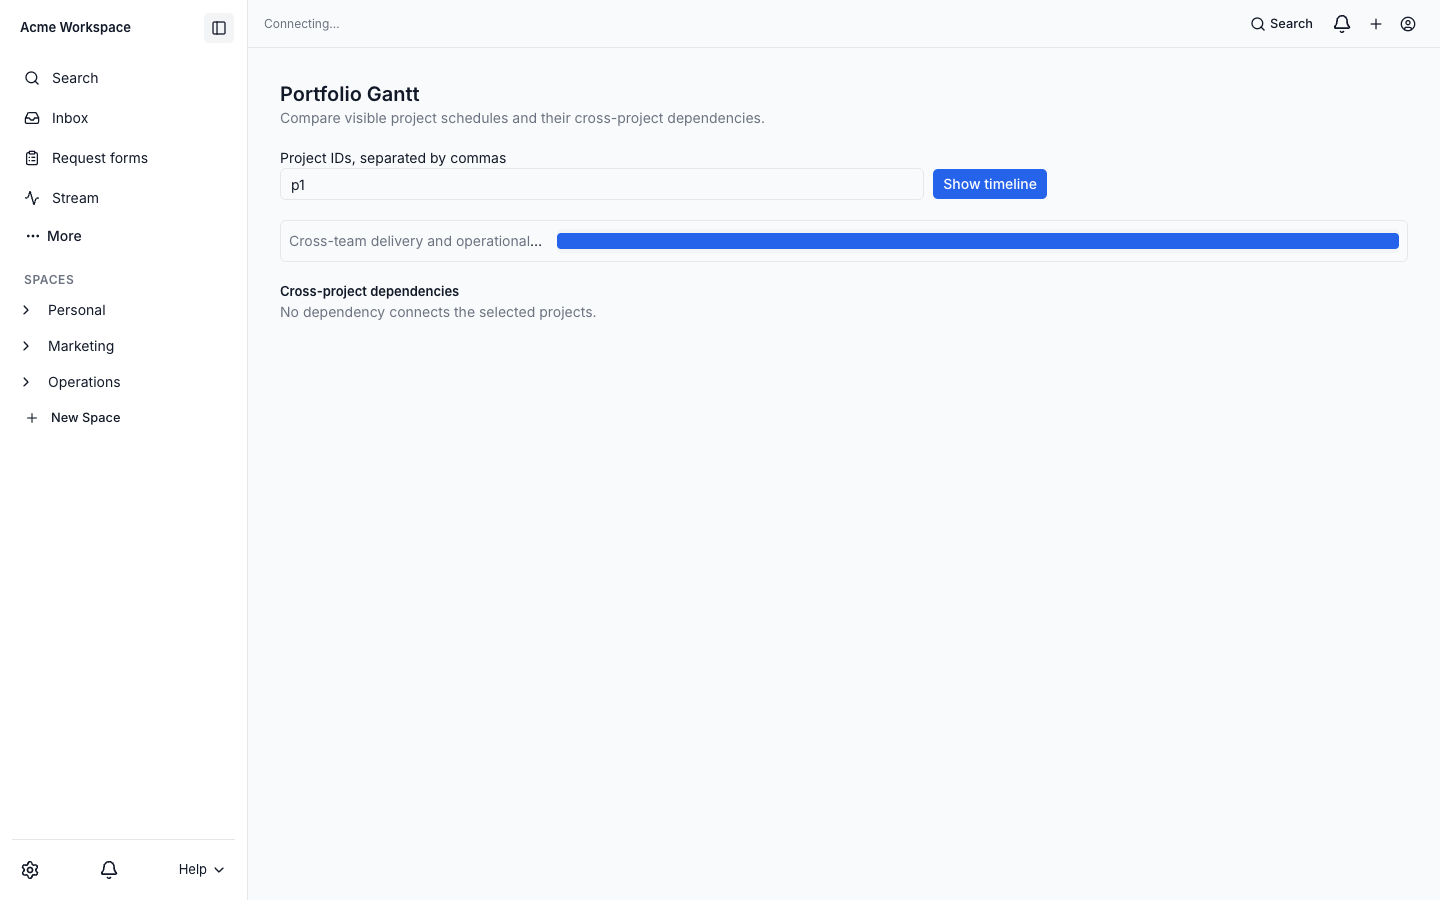 Acme Workspace
Search
Inbox
Request forms
Stream
More
SPACES
Personal
Marketing
Operations
New Space
Help
Connecting...
Search
Portfolio Gantt
Compare visible project schedules and their cross-project dependencies.
Project IDs, separated by commas
p1
Show timeline
Cross-team delivery and operational...
Cross-project dependencies
No dependency connects the selected projects.